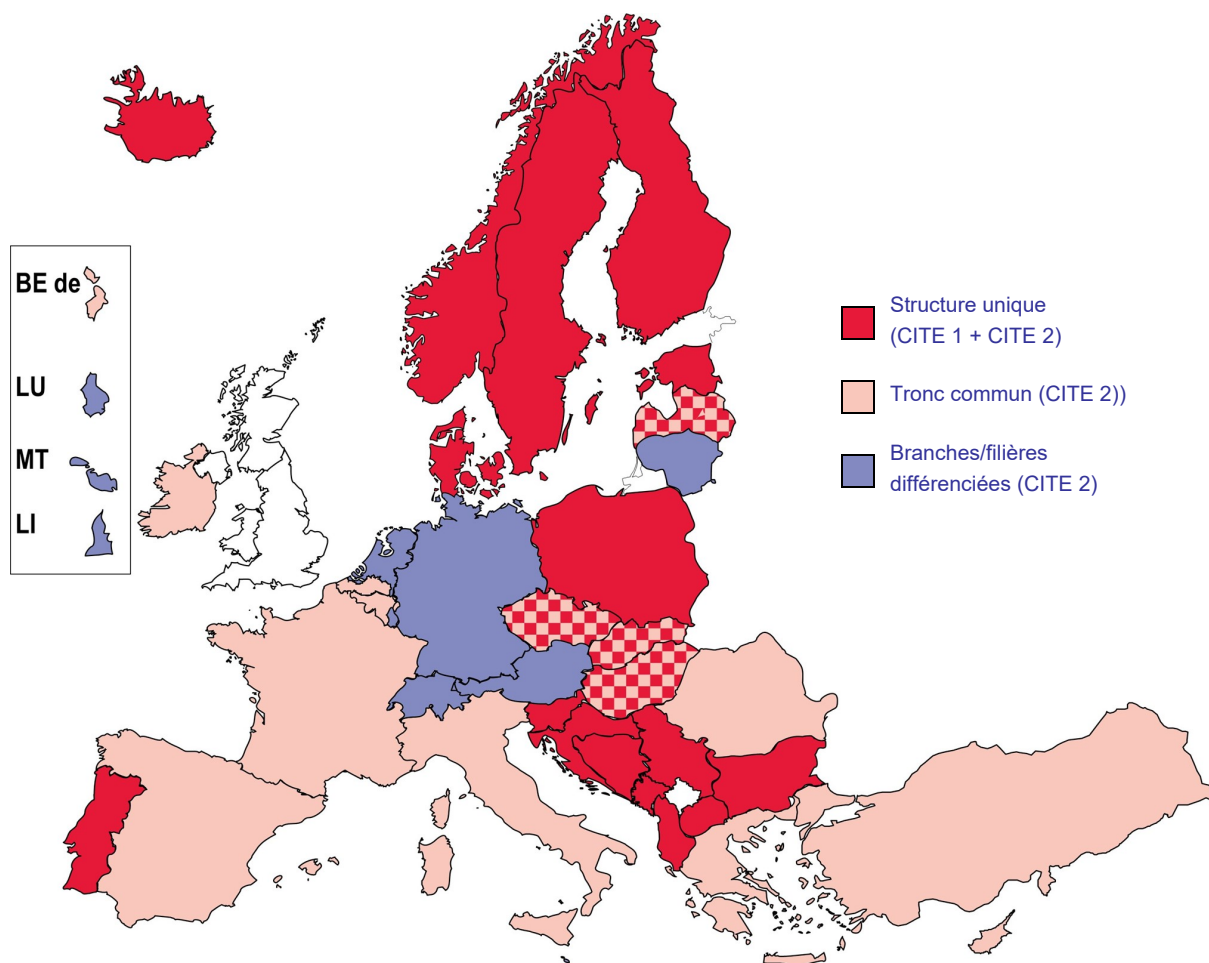 BE de
LU
MT
LI
Structure unique
(CITE 1 + CITE 2)
Tronc commun (CITE 2))
Branches/filières
différenciées (CITE 2)